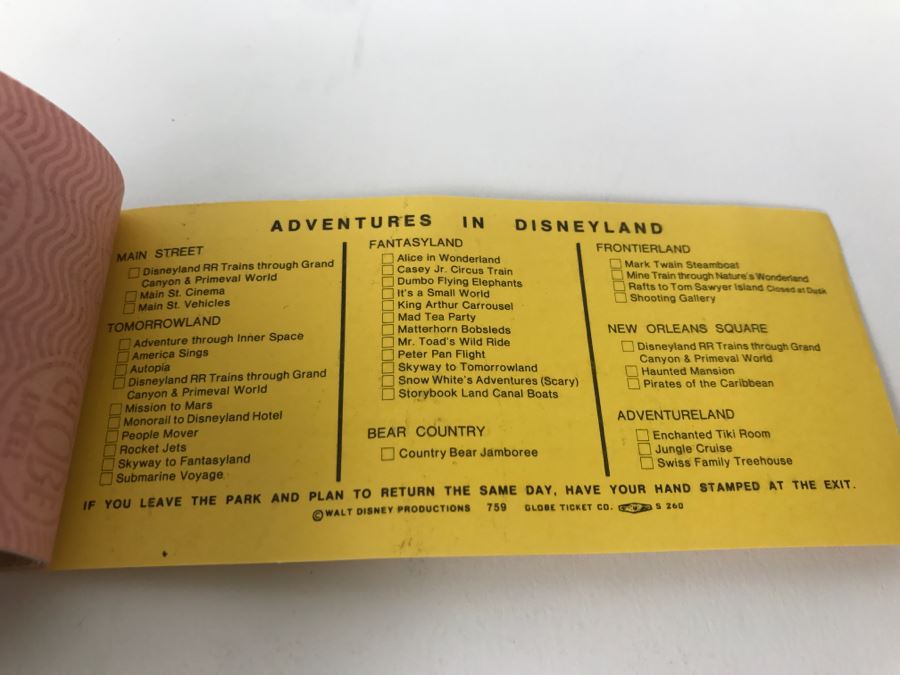 ADVENTURES IN DISNEYLAND
MAIN STREET
Disneyland RR Trains through Grand
Canyon & Primeval World
Main St. Cinema
Main St. Vehicles
TOMORROWLAND
Adventure through Inner Space
America Sings
Autopia
Disneyland RR Trains through Grand
Canyon & Primeval World
Mission to Mars
Monorail to Disneyland Hotel
People Mover
Rocket Jets
Skyway to Fantasyland
Submarine Voyage
FANTASYLAND
Alice in Wonderland
Casey Jr. Circus Train
Dumbo Flying Elephants
It's a Small World
King Arthur Carrousel
Mad Tea Party
Matterhorn Bobsleds
Mr. Toad's Wild Ride
Peter Pan Flight
Skyway to Tomorrowland
Snow White's Adventures (Scary)
Storybook Land Canal Boats
BEAR COUNTRY
Country Bear Jamboree
FRONTIERLAND
Mark Twain Steamboat
Mine Train through Nature's Wonderland
Rafts to Tom Sawyer Island Closed at Dusk
Shooting Gallery
NEW ORLEANS SQUARE
Disneyland RR Trains through Grand
Canyon & Primeval World
Haunted Mansion
Pirates of the Caribbean
ADVENTURELAND
Enchanted Tiki Room
Jungle Cruise
Swiss Family Treehouse
IF YOU LEAVE THE PARK AND PLAN TO RETURN THE SAME DAY, HAVE YOUR HAND STAMPED AT THE EXIT.
© WALT DISNEY PRODUCTIONS 759 GLOBE TICKET CO. S 260